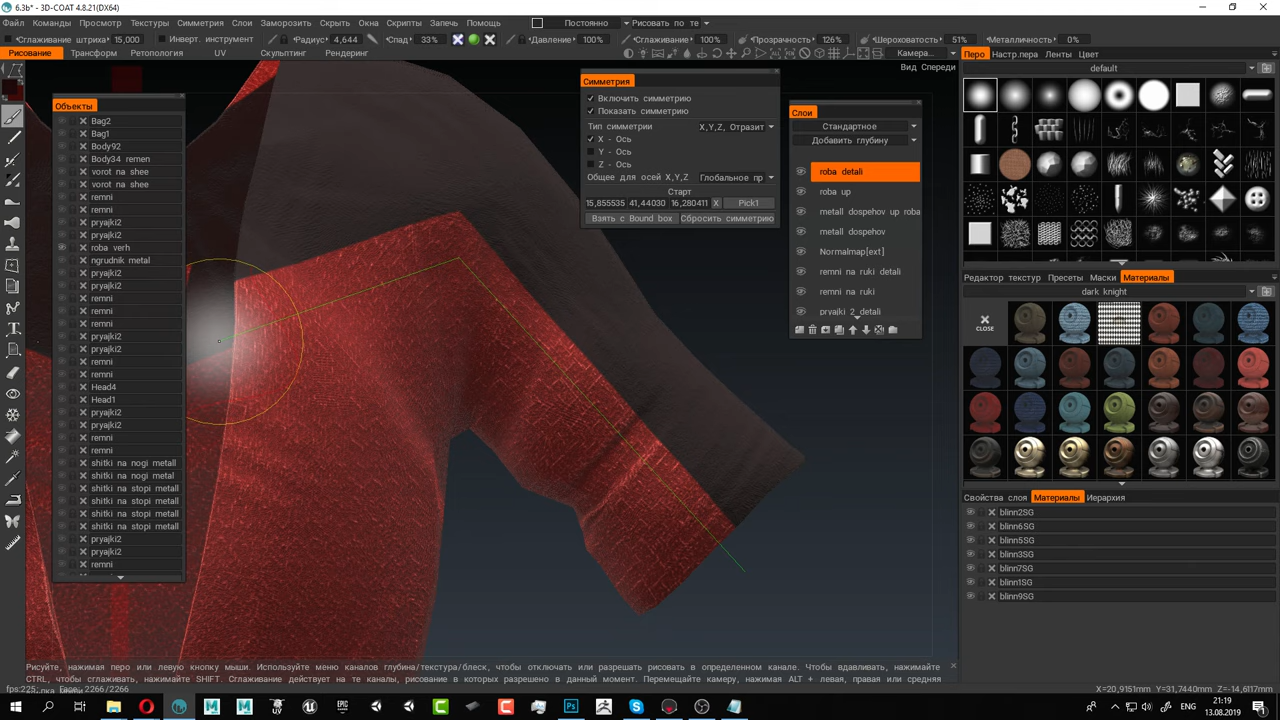 6.3b* - 3D-COAT 4.8.21(DX64)
Файл Команды Просмотр Текстуры Симметрия Слои Заморозить Скрыть Окна Скрипты Запечь Помощь Постоянно Рисовать по те
Сглаживание штриха 15,000 Инверт. инструмент Радиус 4,644 Спад 33% Давление 100% Сглаживание 100% Прозрачность 126% Шероховатость 51% Металличность 0%
Рисование Трансформ Ретопология UV Скульптинг Рендеринг Камера...
Вид Спереди
Объекты
Bag2
Bag1
Body92
Body34 remen
vorot na shee
vorot na shee
remni
remni
pryajki2
pryajki2
roba verh
ngrudnik metal
pryajki2
pryajki2
remni
remni
remni
pryajki2
pryajki2
remni
remni
Head4
Head1
pryajki2
pryajki2
remni
remni
shitki na nogi metall
shitki na nogi metal
shitki na stopi metall
shitki na stopi metall
shitki na stopi metall
shitki na stopi metall
pryajki2
pryajki2
remni
Симметрия
Включить симметрию
Показать симметрию
Тип симметрии X,Y,Z, Отразит
X - Ось
Y - Ось
Z - Ось
Общее для осей X,Y,Z Глобальное пр
Старт
15,855535 41,44030 16,280411 X Pick1
Взять с Bound box Сбросить симметрию
Слои
Стандартное
Добавить глубину
roba detali
roba up
metall dospehov up roba
metall dospehov
NormalMap[ext]
remni na ruki detali
remni na ruki
pryajki 2 detali
Перо Настр.пера Ленты Цвет
default
Редактор текстур Пресеты Маски Материалы
dark knight
CLOSE
Свойства слоя Материалы Иерархия
blinn2SG
blinn6SG
blinn5SG
blinn3SG
blinn7SG
blinn1SG
blinn9SG
Рисуйте, нажимая перо или левую кнопку мыши. Используйте меню каналов глубина/текстура/блеск, чтобы отключить или разрешать рисовать в определенном канале. Чтобы вдавливать, нажимайте
CTRL, чтобы сглаживать, нажимайте SHIFT. Сглаживание действует на те каналы, рисование в которых разрешено в данный момент. Перемещайте камеру, нажимая ALT + левая, правая или средняя
fps:225; Face: 2266/2266 X=20,9151mm Y=31,7440mm Z=-14,6117mm
ENG 21:19
13.08.2019